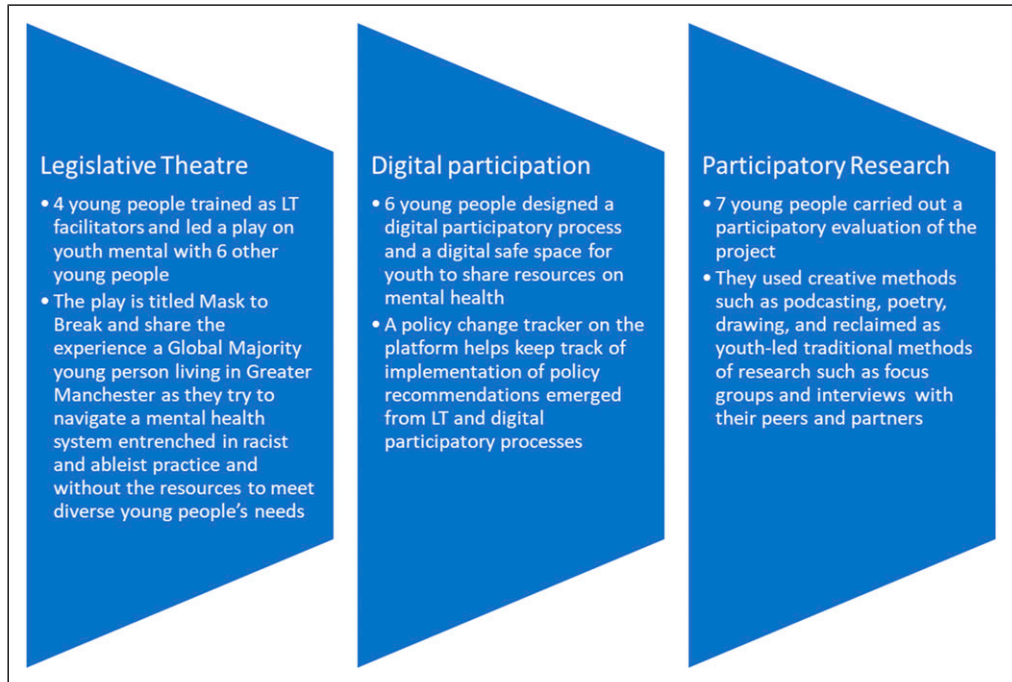 Legislative Theatre
• 4 young people trained as LT
facilitators and led a play on
youth mental with 6 other
young people
• The play is titled Mask to
Break and share the
experience a Global Majority
young person living in Greater
Manchester as they try to
navigate a mental health
system entrenched in racist
and ableist practice and
without the resources to meet
diverse young people's needs
Digital participation
• 6 young people designed a
digital participatory process
and a digital safe space for
youth to share resources on
mental health
• A policy change tracker on the
platform helps keep track of
implementation of policy
recommendations emerged
from LT and digital
participatory processes
Participatory Research
• 7 young people carried out a
participatory evaluation of the
project
• They used creative methods
such as podcasting, poetry,
drawing, and reclaimed as
youth-led traditional methods
of research such as focus
groups and interviews with
their peers and partners